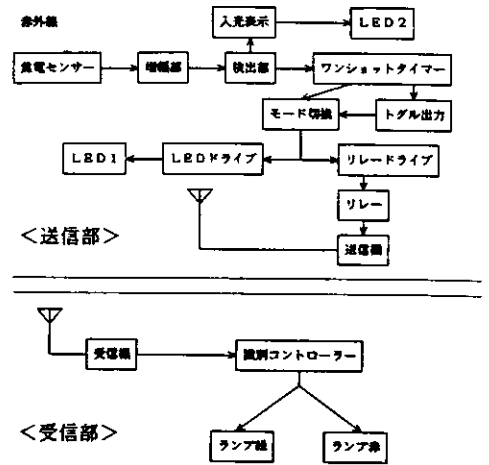 赤外線
入光表示
LED2
焦電センサー
増幅部
検出部
ワンショットタイマー
モード切換
トグル出力
LED1
LEDドライブ
リレードライブ
リレー
送信機
<送信部>
受信機
識別コントローラー
<受信部>
ランプ緑
ランプ赤